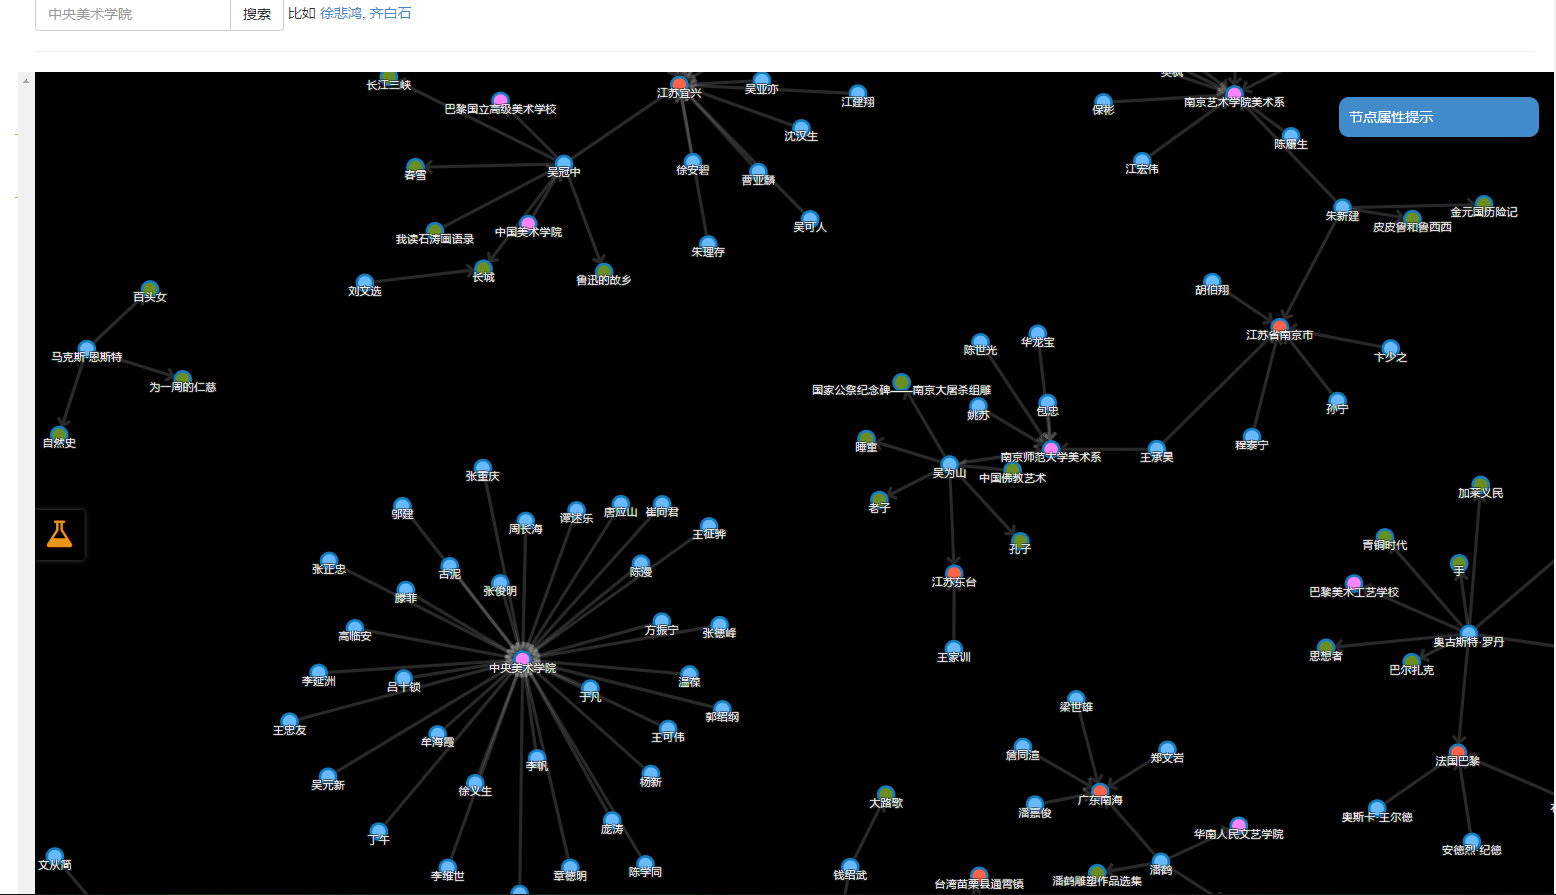 中央美术学院 搜索 比如 徐悲鸿, 齐白石
节点属性提示
长江三峡
巴黎国立高级美术学校
江苏宜兴
吴亚亦
江建翔
沈汉生
春雪
吴冠中
徐安碧
曹亚麟
我读石涛画语录
中国美术学院
吴可人
朱理存
刘文选
长城
鲁迅的故乡
南京艺术学院美术系
保彬
陈履生
江宏伟
朱新建
皮皮鲁和鲁西西
金元国历险记
百头女
马克斯·恩斯特
为一周的仁慈
自然史
胡伯翔
江苏省南京市
卞少之
孙宁
程泰宁
陈世光
华龙宝
国家公祭纪念碑——南京大屠杀组雕
姚苏
包忠
睡童
南京师范大学美术系
王承昊
吴为山
中国佛教艺术
老子
孔子
江苏东台
王家训
张重庆
邬建
周长海
谭述乐
唐应山
崔向君
王征骅
张正忠
古泥
张俊明
陈漫
滕菲
高临安
方振宁
张德峰
中央美术学院
李延洲
吕十锁
于凡
温葆
郭绍纲
王忠友
牟海霞
王可伟
李帆
杨新
吴元新
徐义生
丁午
庞涛
李维世
章德明
陈学同
文从简
加莱义民
青铜时代
手
巴黎美术工艺学校
奥古斯特·罗丹
思想者
巴尔扎克
法国巴黎
奥斯卡·王尔德
安德烈·纪德
梁世雄
詹同渲
郑文岩
广东南海
潘嘉俊
大路歌
华南人民文艺学院
钱绍武
台湾苗栗县通霄镇
潘鹤雕塑作品选集
潘鹤